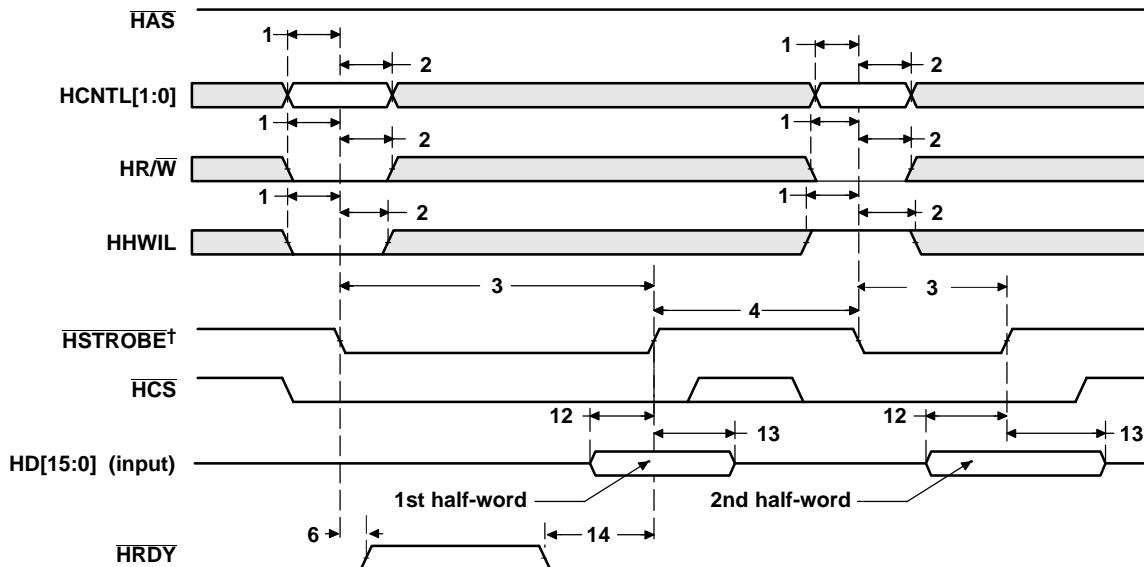 HAS
1 1
2 2
HCNTL[1:0]
1 1
2 2
HR/W
1 1
2 2
HHWIL
3 3
4
HSTROBE†
HCS
12 12
13 13
HD[15:0] (input)
1st half-word 2nd half-word
6 14
HRDY